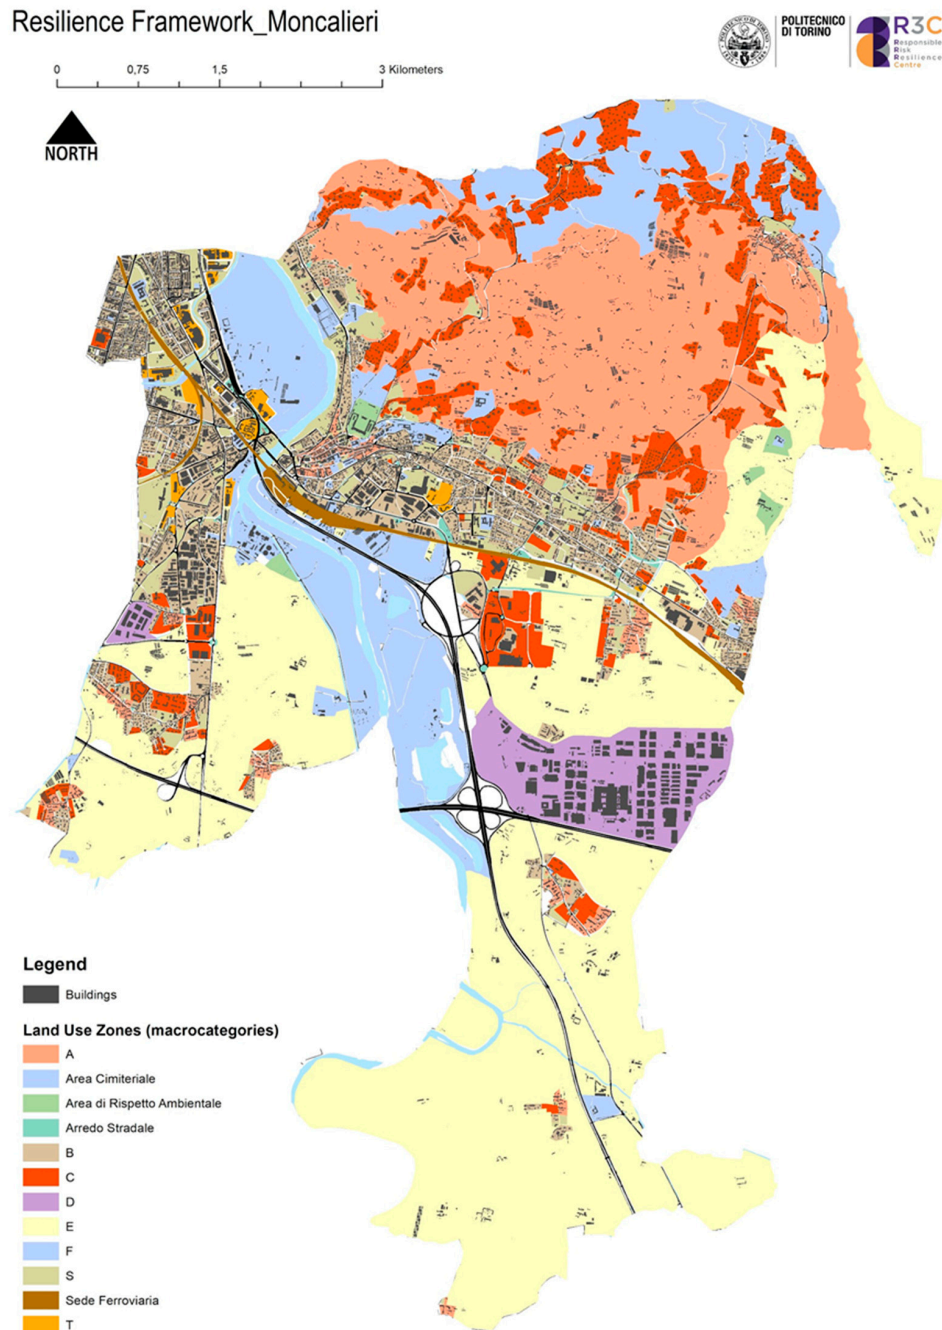 Resilience Framework_Moncalieri
POLITECNICO
DI TORINO
R3C
Responsible
Risk
Resilience
Centre
0 0,75 1,5 3 Kilometers
NORTH
Legend
Buildings
Land Use Zones (macrocategories)
A
Area Cimiteriale
Area di Rispetto Ambientale
Arredo Stradale
B
C
D
E
F
S
Sede Ferroviaria
T